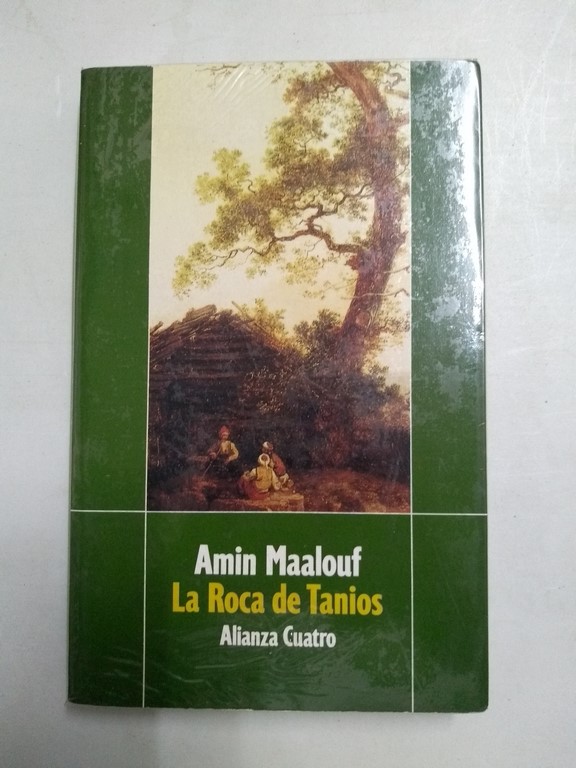 Amin Maalouf
La Roca de Tanios
Alianza Cuatro